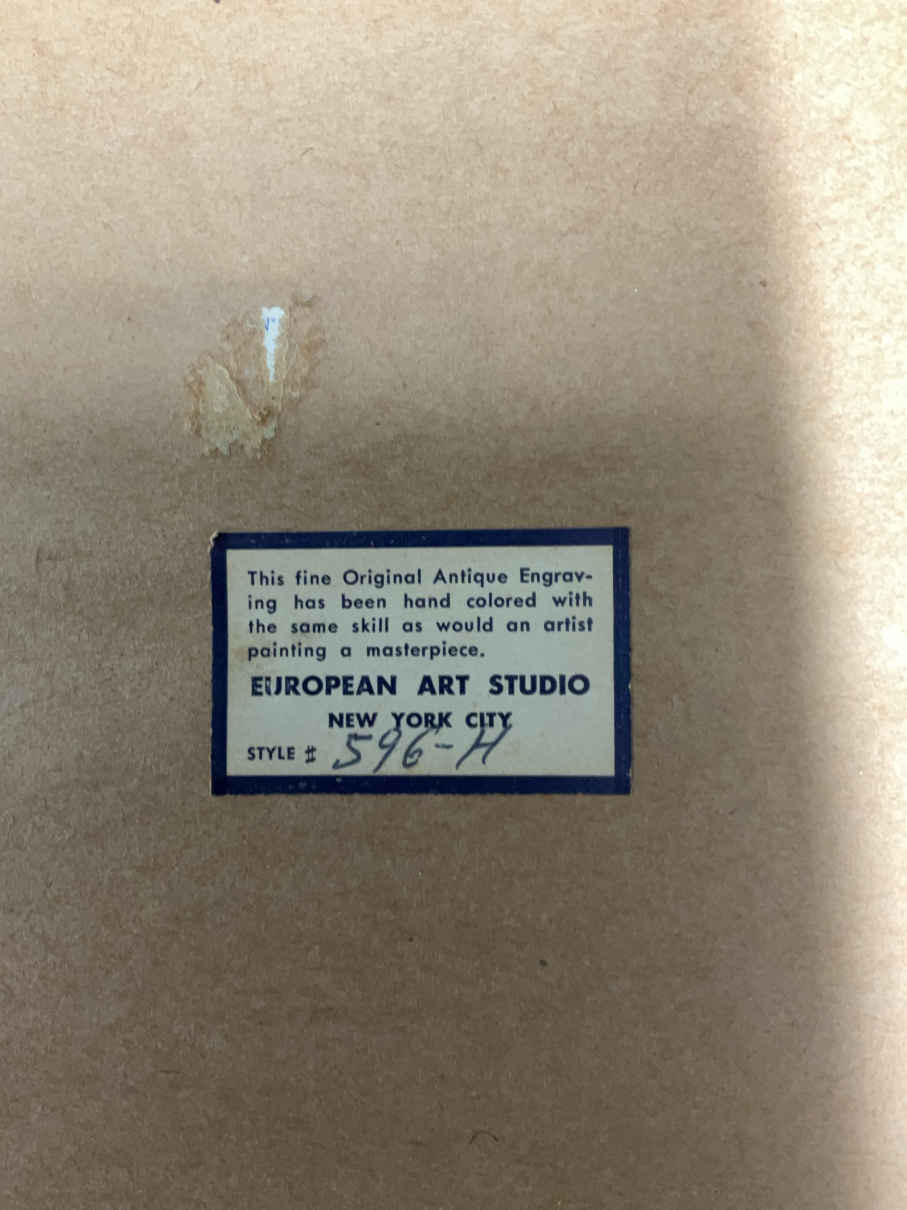 This fine Original Antique Engrav-
ing has been hand colored with
the same skill as would an artist
painting a masterpiece.
EUROPEAN ART STUDIO
NEW YORK CITY
STYLE # 596-H